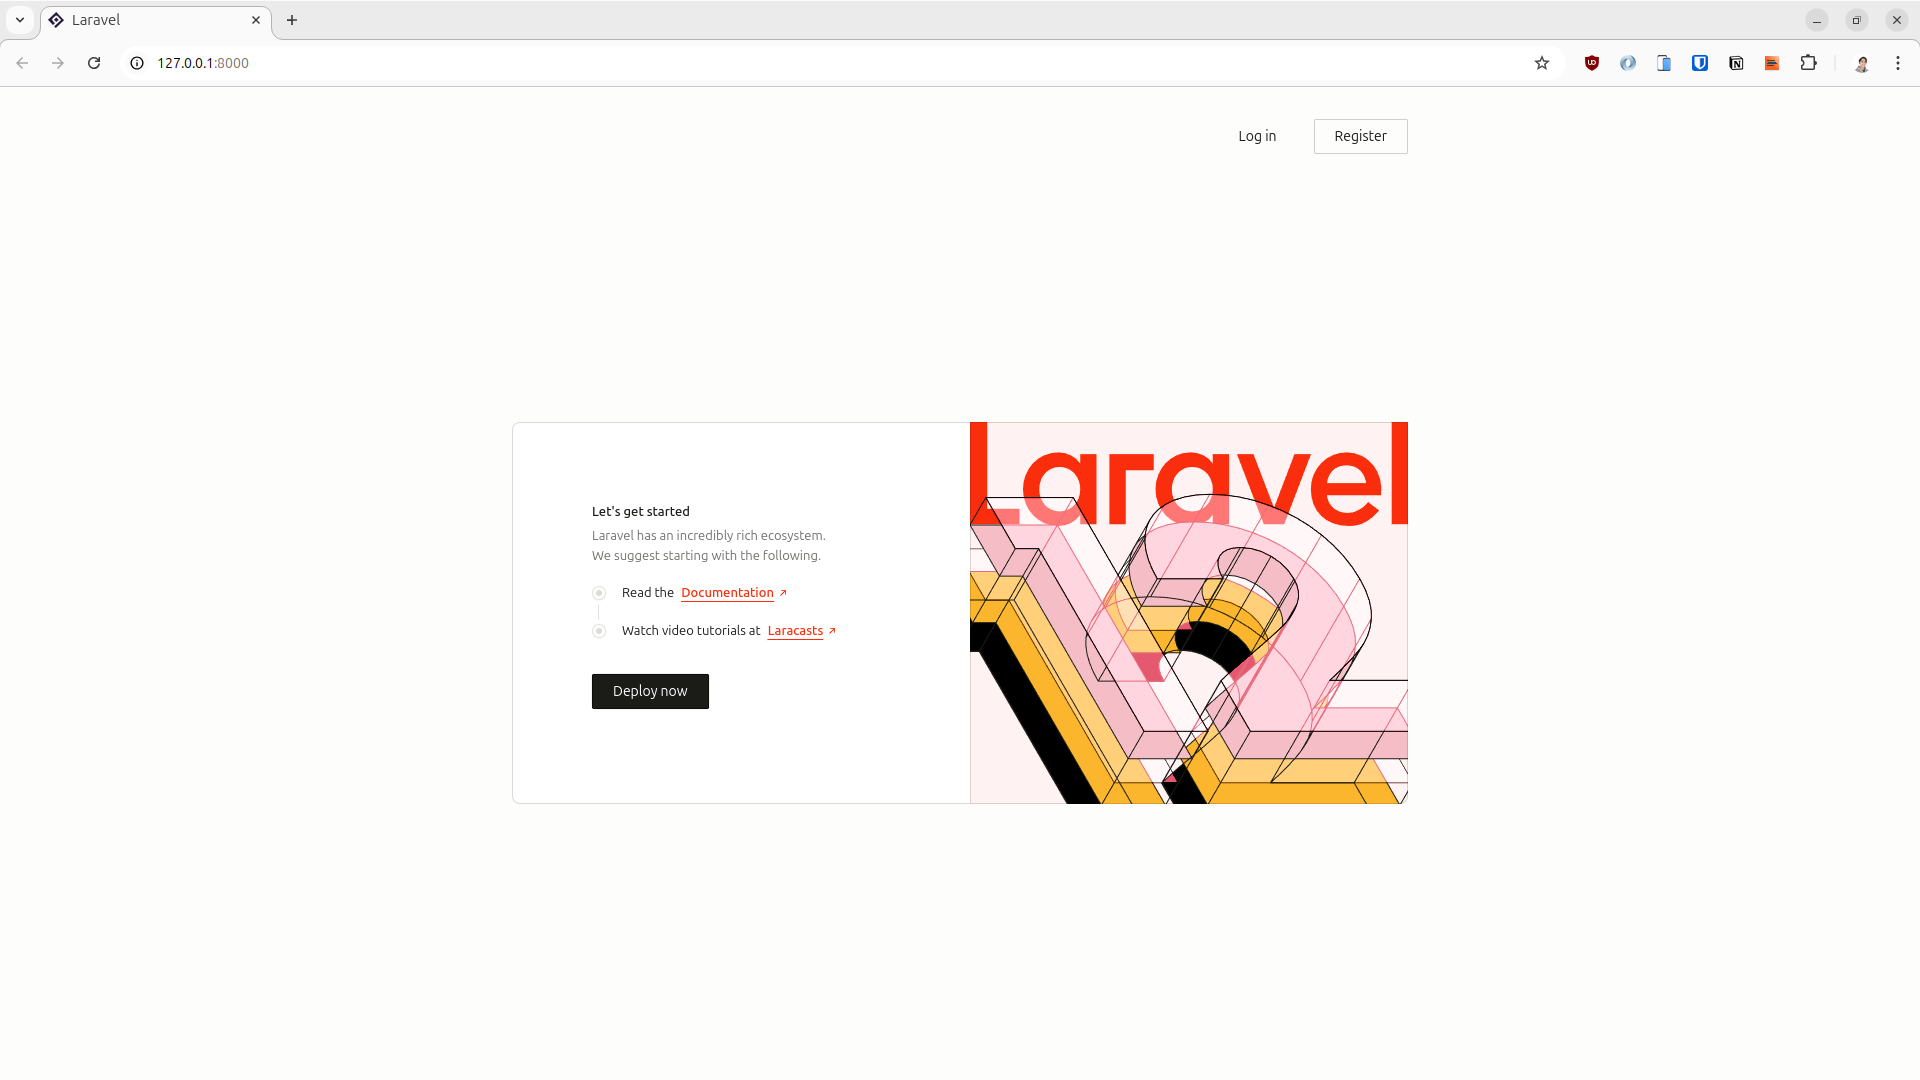 Laravel
127.0.0.1:8000
Log in
Register
Let's get started
Laravel has an incredibly rich ecosystem.
We suggest starting with the following.
Read the Documentation
Watch video tutorials at Laracasts
Deploy now
Laravel